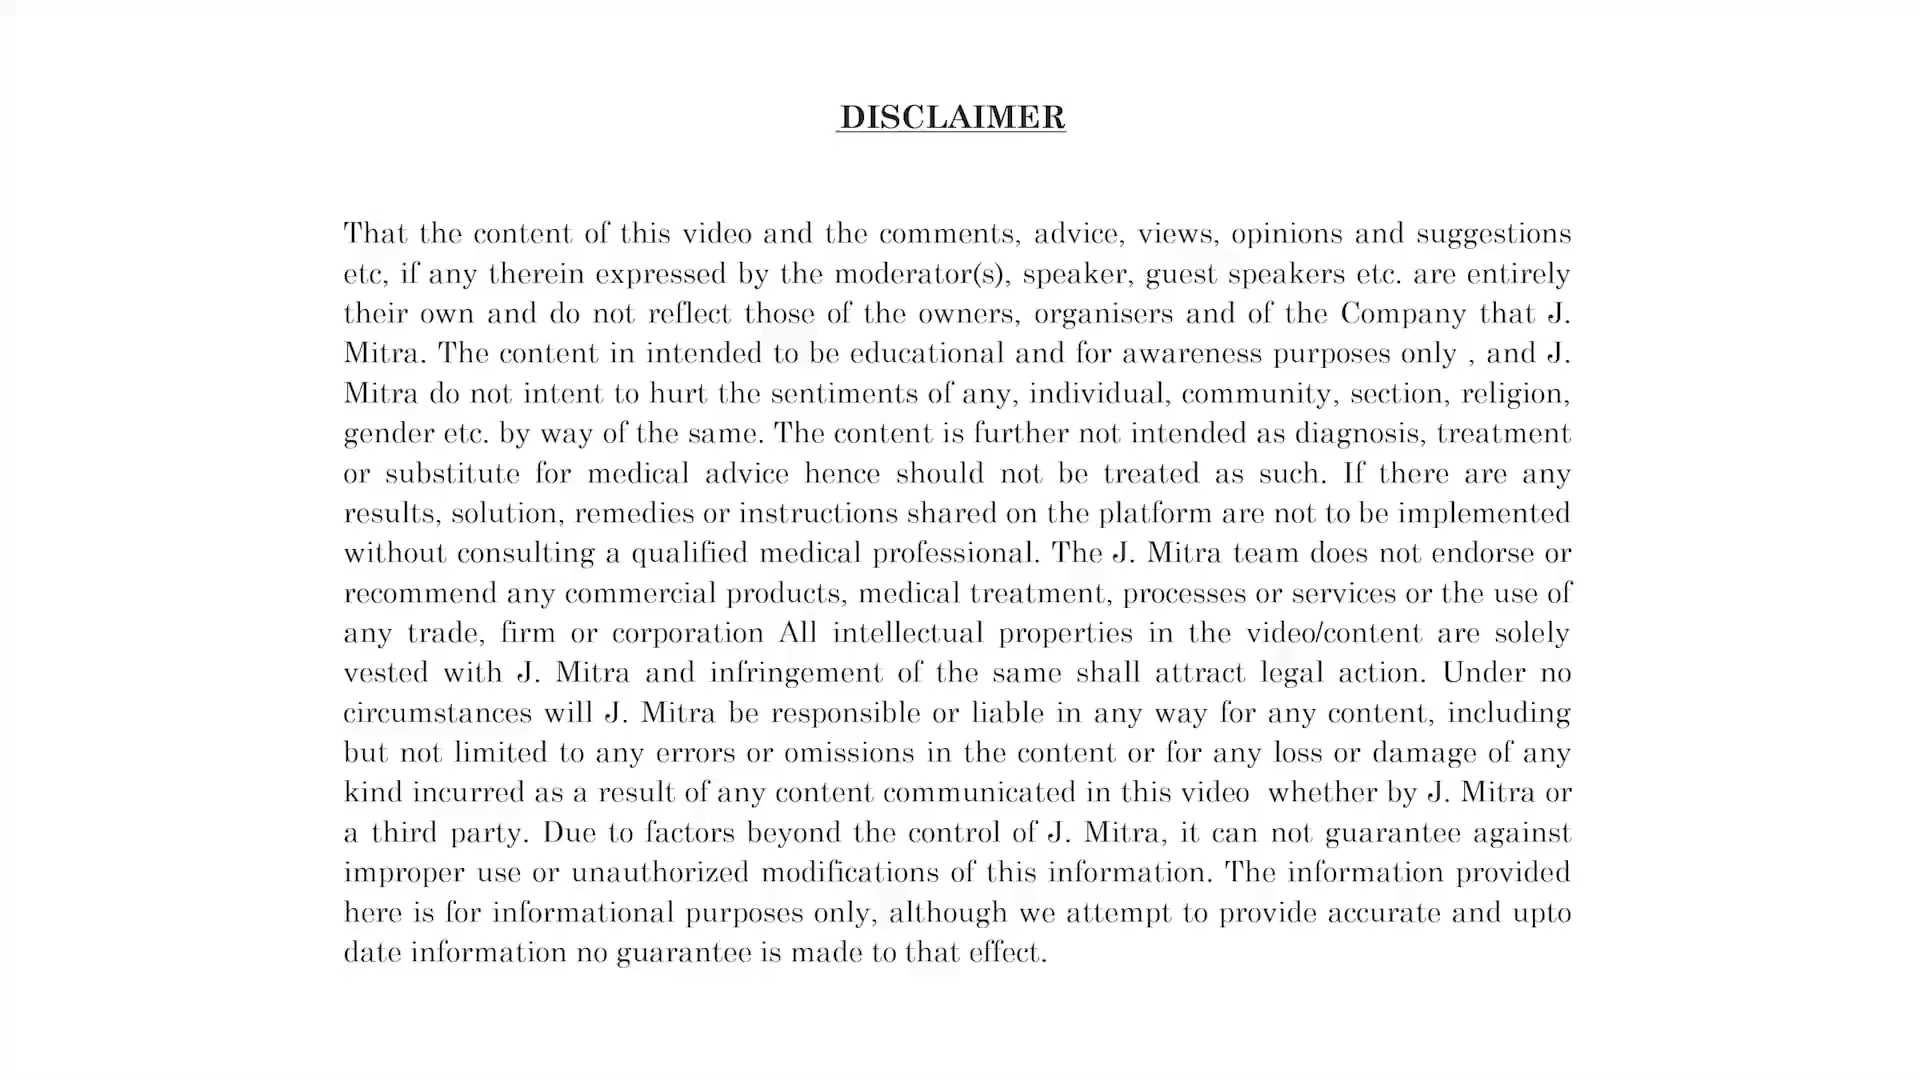 DISCLAIMER
That the content of this video and the comments, advice, views, opinions and suggestions
etc, if any therein expressed by the moderator(s), speaker, guest speakers etc. are entirely
their own and do not reflect those of the owners, organisers and of the Company that J.
Mitra. The content in intended to be educational and for awareness purposes only , and J.
Mitra do not intent to hurt the sentiments of any, individual, community, section, religion,
gender etc. by way of the same. The content is further not intended as diagnosis, treatment
or substitute for medical advice hence should not be treated as such. If there are any
results, solution, remedies or instructions shared on the platform are not to be implemented
without consulting a qualified medical professional. The J. Mitra team does not endorse or
recommend any commercial products, medical treatment, processes or services or the use of
any trade, firm or corporation All intellectual properties in the video/content are solely
vested with J. Mitra and infringement of the same shall attract legal action. Under no
circumstances will J. Mitra be responsible or liable in any way for any content, including
but not limited to any errors or omissions in the content or for any loss or damage of any
kind incurred as a result of any content communicated in this video  whether by J. Mitra or
a third party. Due to factors beyond the control of J. Mitra, it can not guarantee against
improper use or unauthorized modifications of this information. The information provided
here is for informational purposes only, although we attempt to provide accurate and upto
date information no guarantee is made to that effect.